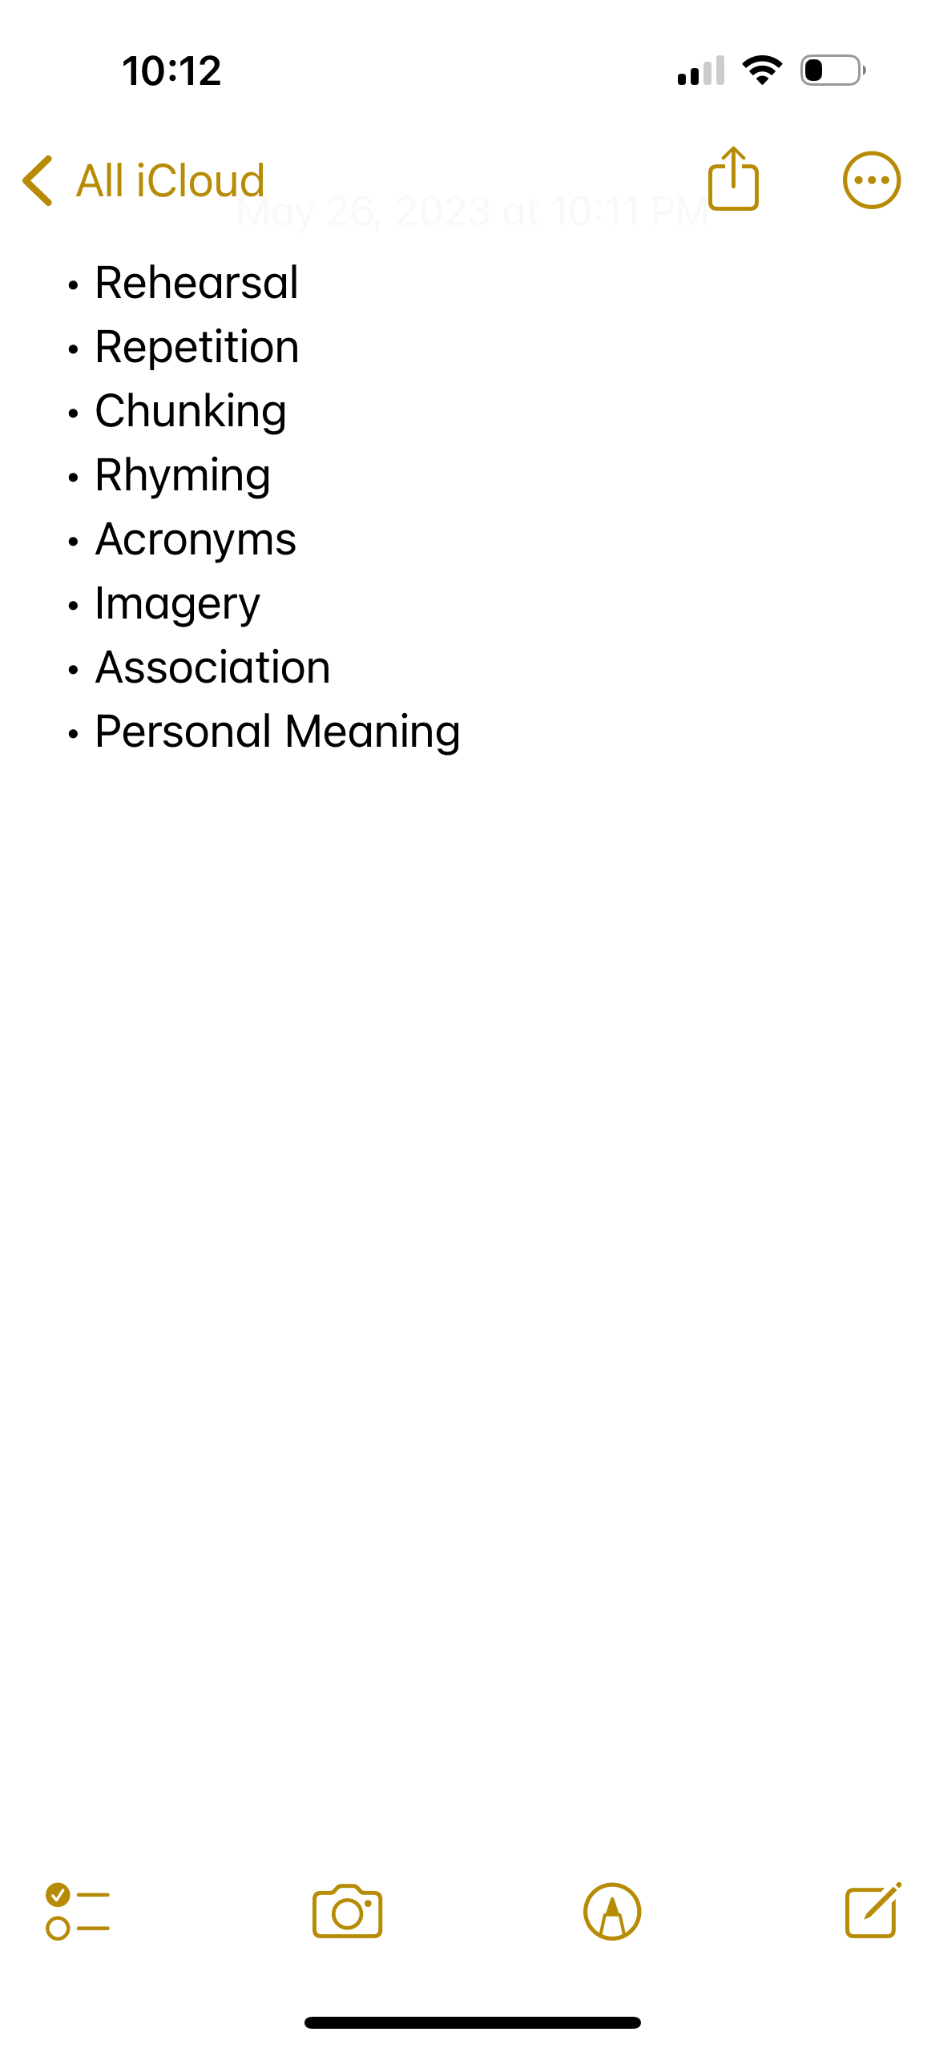 10:12
All iCloud
May 26, 2023 at 10:11 PM
• Rehearsal
• Repetition
• Chunking
• Rhyming
• Acronyms
• Imagery
• Association
• Personal Meaning